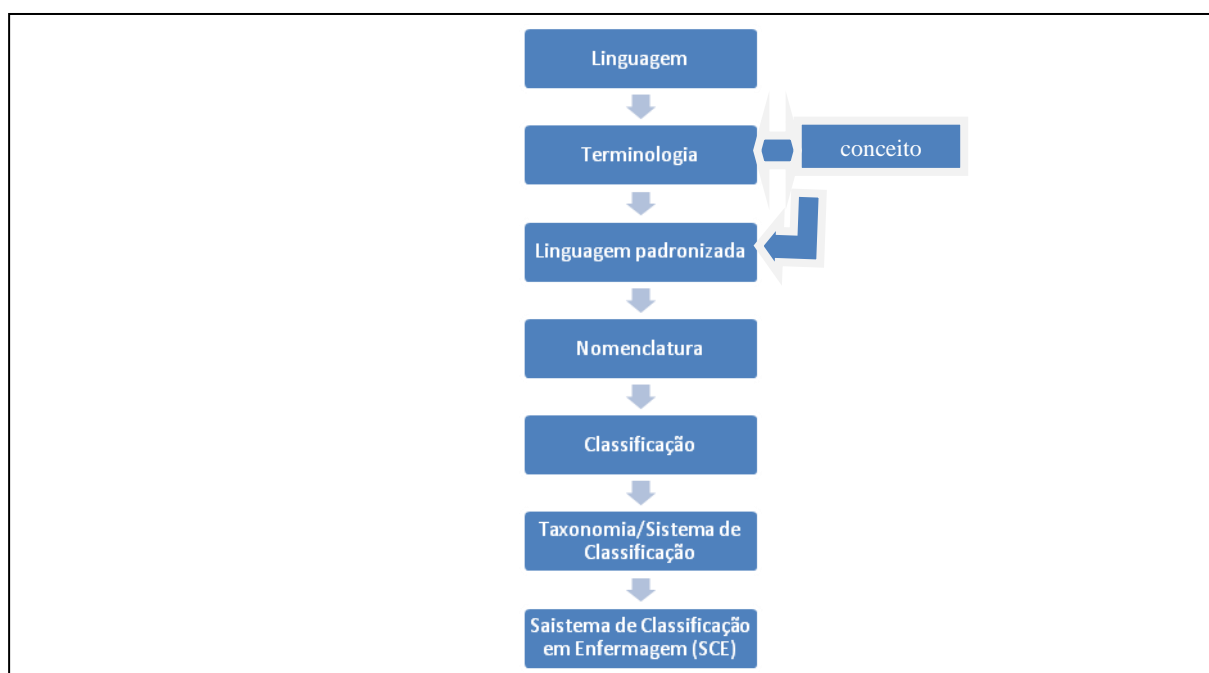 Linguagem
Terminologia
conceito
Linguagem padronizada
Nomenclatura
Classificação
Taxonomia/Sistema de
Classificação
Saistema de Classificação
em Enfermagem (SCE)